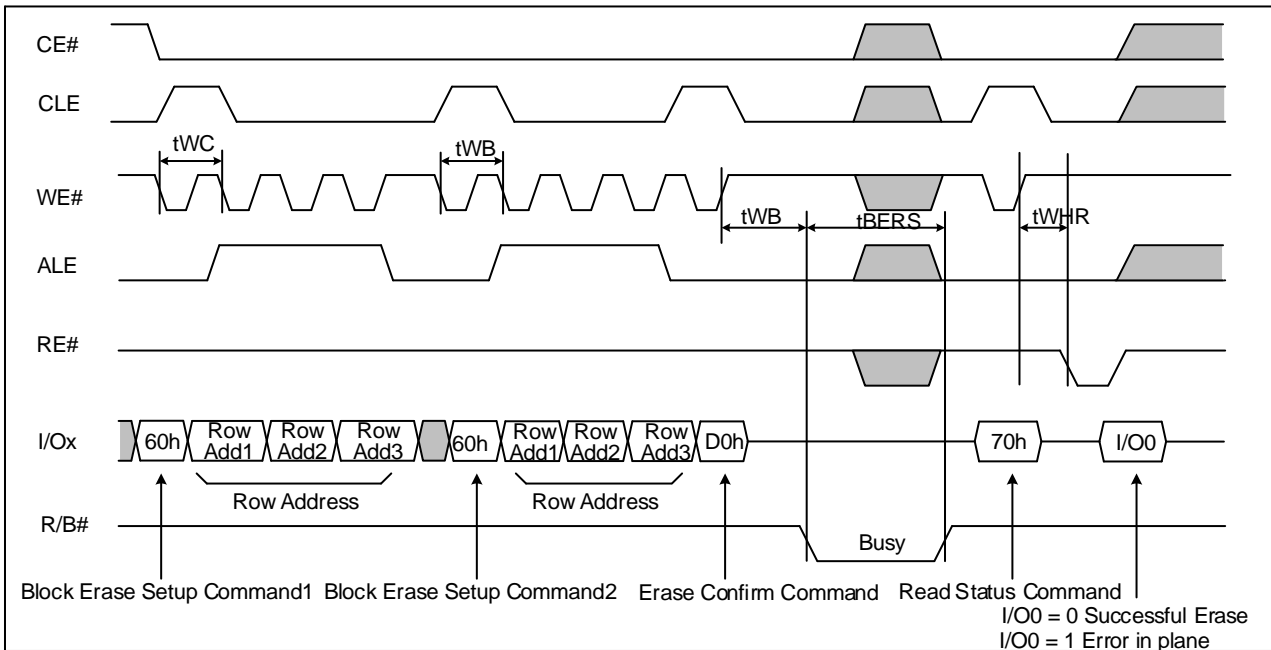 CE#
CLE
tWC
tWB
WE#
tWB
tBERS
tWHR
ALE
RE#
I/Ox
60h
Row Add1
Row Add2
Row Add3
60h
Row Add1
Row Add2
Row Add3
D0h
70h
I/O0
Row Address
Row Address
R/B#
Busy
Block Erase Setup Command1
Block Erase Setup Command2
Erase Confirm Command
Read Status Command
I/O0 = 0 Successful Erase
I/O0 = 1 Error in plane